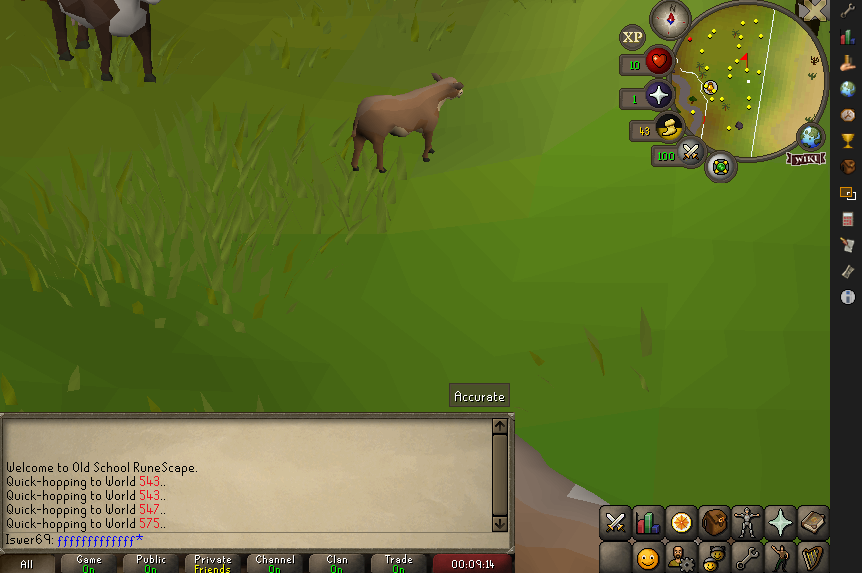 N
XP
10
1
43
100
WIKI
Accurate
Welcome to Old School RuneScape.
Quick-hopping to World 543..
Quick-hopping to World 543..
Quick-hopping to World 547..
Quick-hopping to World 575..
Iswer69: fffffffffffff*
All
Game
On
Public
On
Private
Friends
Channel
On
Clan
On
Trade
On
00:09:14